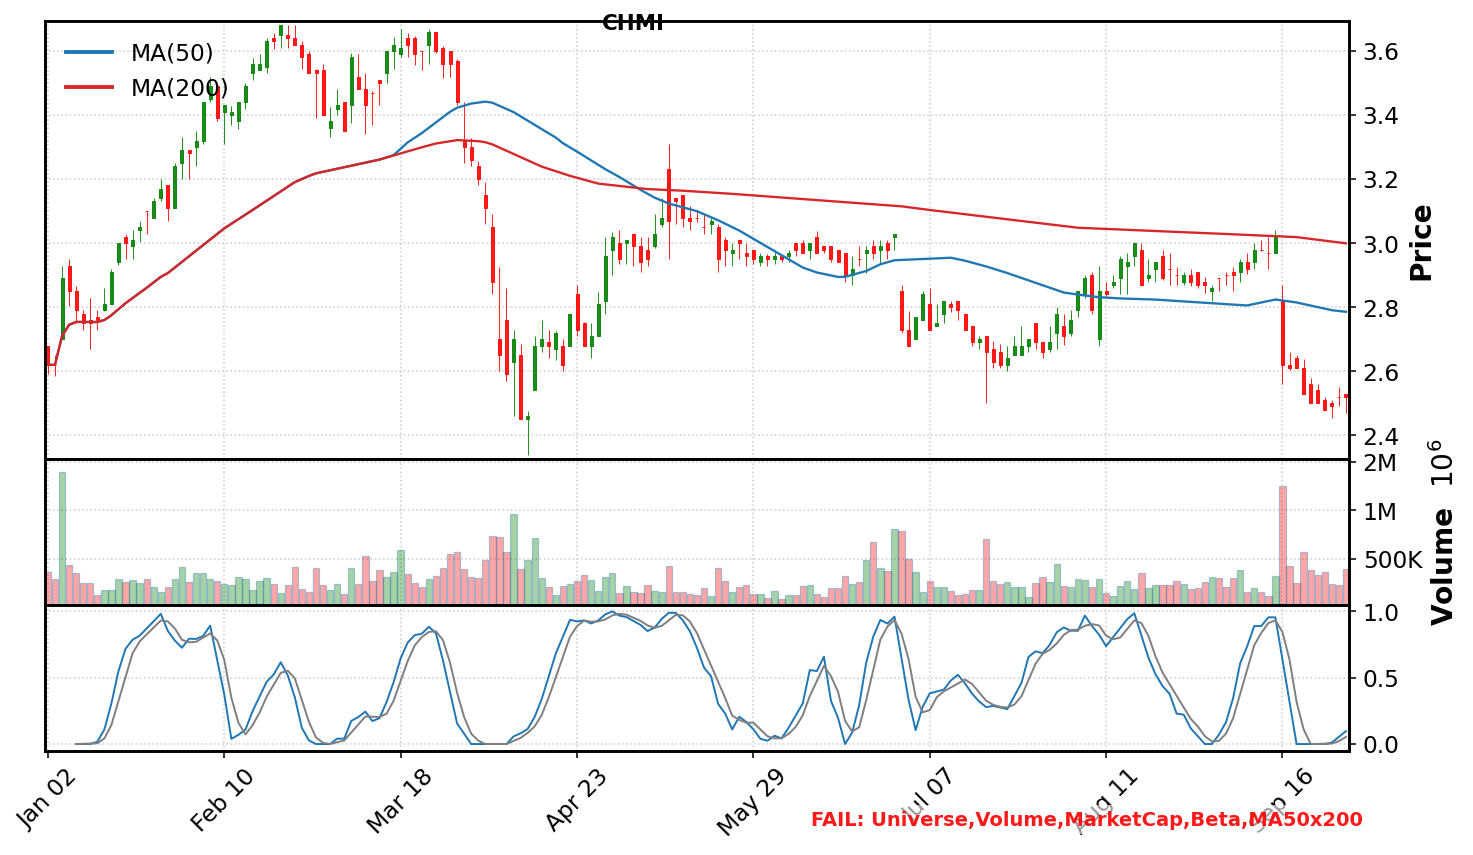 CHMI
MA(50)
MA(200)
3.6
3.4
3.2
3.0
2.8
2.6
2.4
Price
2M
1M
500K
Volume 10^6
1.0
0.5
0.0
Jan 02
Feb 10
Mar 18
Apr 23
May 29
Jul 07
Aug 11
Sep 16
FAIL: Universe,Volume,MarketCap,Beta,MA50x200